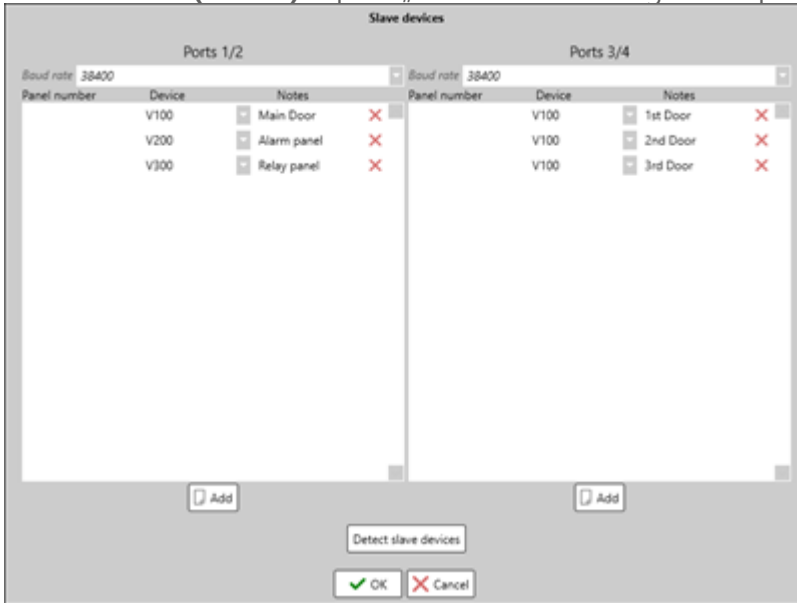 Slave devices
Ports 1/2
Baud rate 38400
Panel number Device Notes
V100 Main Door
V200 Alarm panel
V300 Relay panel
Add
Ports 3/4
Baud rate 38400
Panel number Device Notes
V100 1st Door
V100 2nd Door
V100 3rd Door
Add
Detect slave devices
OK Cancel